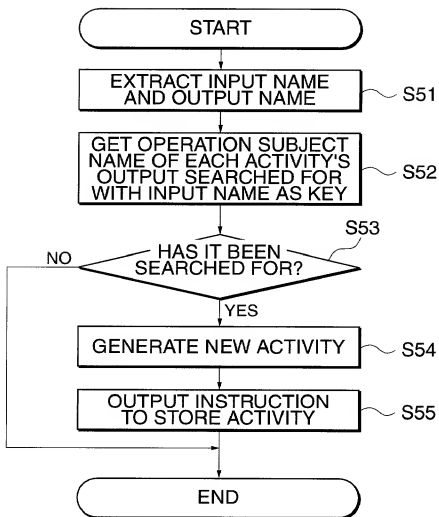 START
EXTRACT INPUT NAME
AND OUTPUT NAME
S51
GET OPERATION SUBJECT
NAME OF EACH ACTIVITY'S
OUTPUT SEARCHED FOR
WITH INPUT NAME AS KEY
S52
S53
HAS IT BEEN
SEARCHED FOR?
NO
YES
GENERATE NEW ACTIVITY
S54
OUTPUT INSTRUCTION
TO STORE ACTIVITY
S55
END